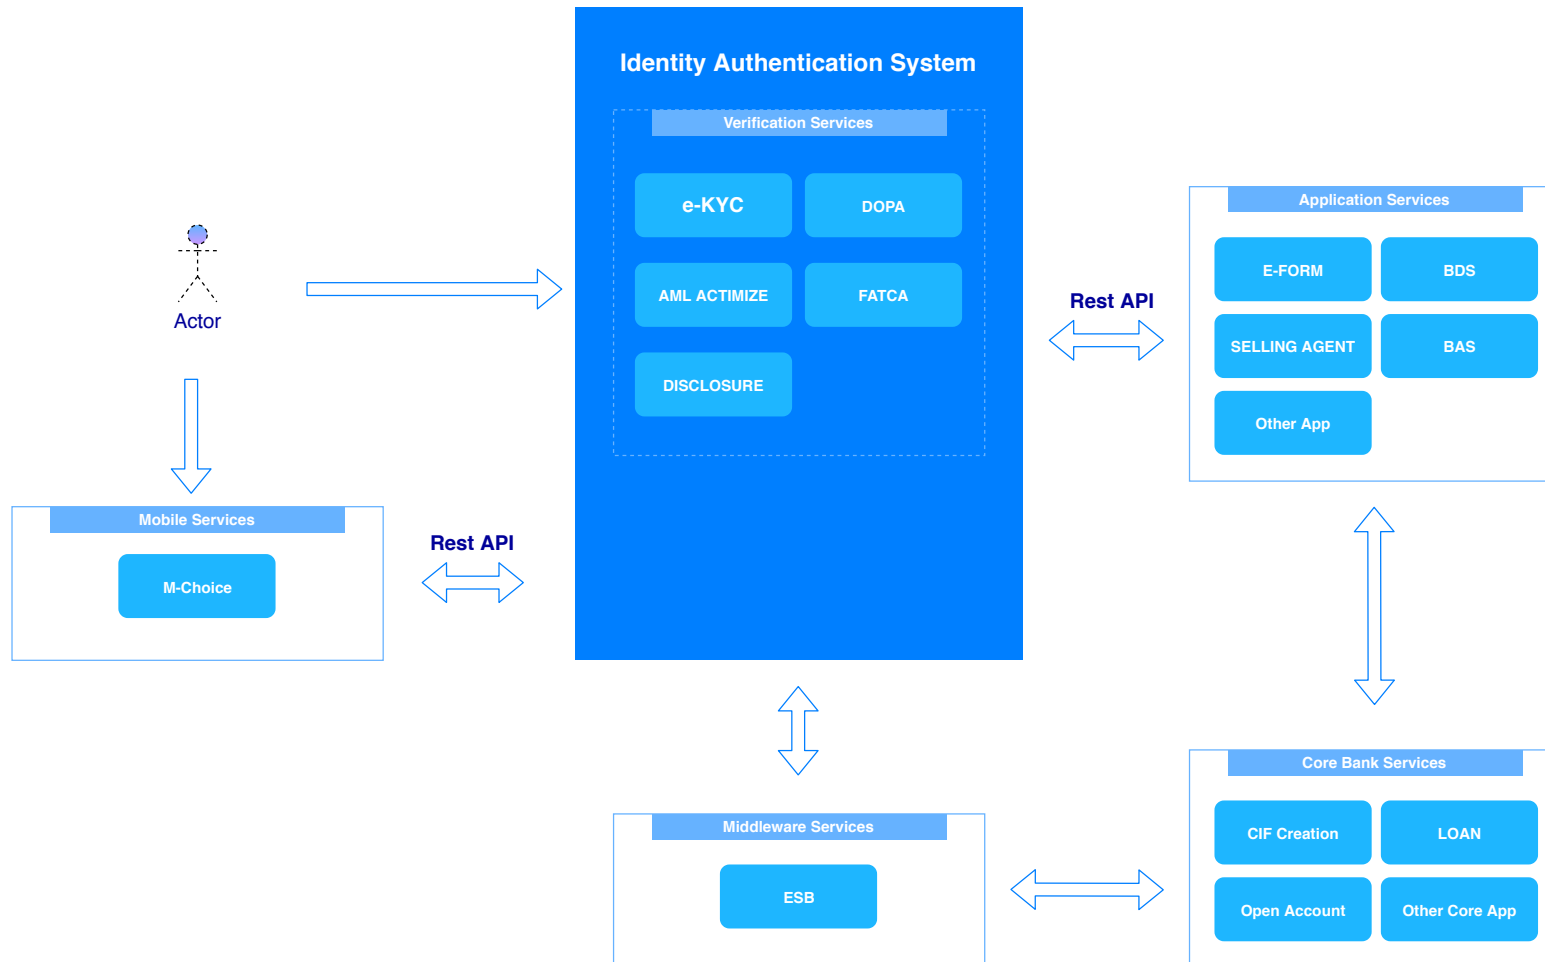 Identity Authentication System
Verification Services
e-KYC
DOPA
AML ACTIMIZE
FATCA
DISCLOSURE
Actor
Rest API
Application Services
E-FORM
BDS
SELLING AGENT
BAS
Other App
Mobile Services
M-Choice
Rest API
Middleware Services
ESB
Core Bank Services
CIF Creation
LOAN
Open Account
Other Core App